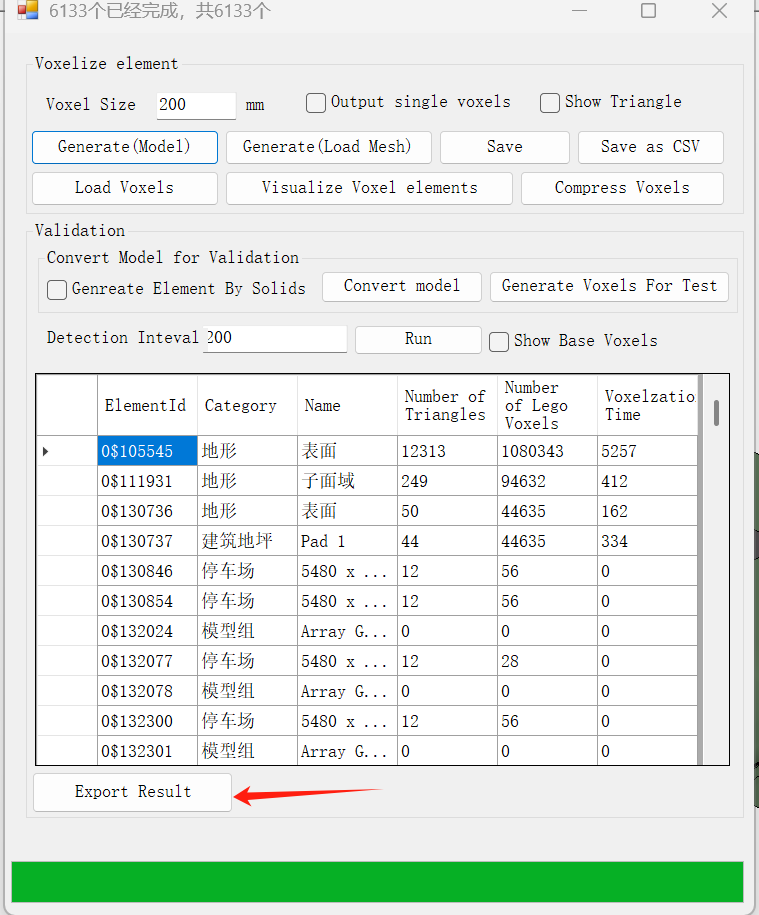 6133个已经完成，共6133个
Voxelize element
Voxel Size 200 mm Output single voxels Show Triangle
Generate(Model) Generate(Load Mesh) Save Save as CSV
Load Voxels Visualize Voxel elements Compress Voxels
Validation
Convert Model for Validation
Genreate Element By Solids Convert model Generate Voxels For Test
Detection Inteval 200 Run Show Base Voxels
ElementId Category Name Number of Triangles Number of Lego Voxels Voxelzatio Time
0$105545 地形 表面 12313 1080343 5257
0$111931 地形 子面域 249 94632 412
0$130736 地形 表面 50 44635 162
0$130737 建筑地坪 Pad 1 44 44635 334
0$130846 停车场 5480 x ... 12 56 0
0$130854 停车场 5480 x ... 12 56 0
0$132024 模型组 Array G... 0 0 0
0$132077 停车场 5480 x ... 12 28 0
0$132078 模型组 Array G... 0 0 0
0$132300 停车场 5480 x ... 12 56 0
0$132301 模型组 Array G... 0 0 0
Export Result